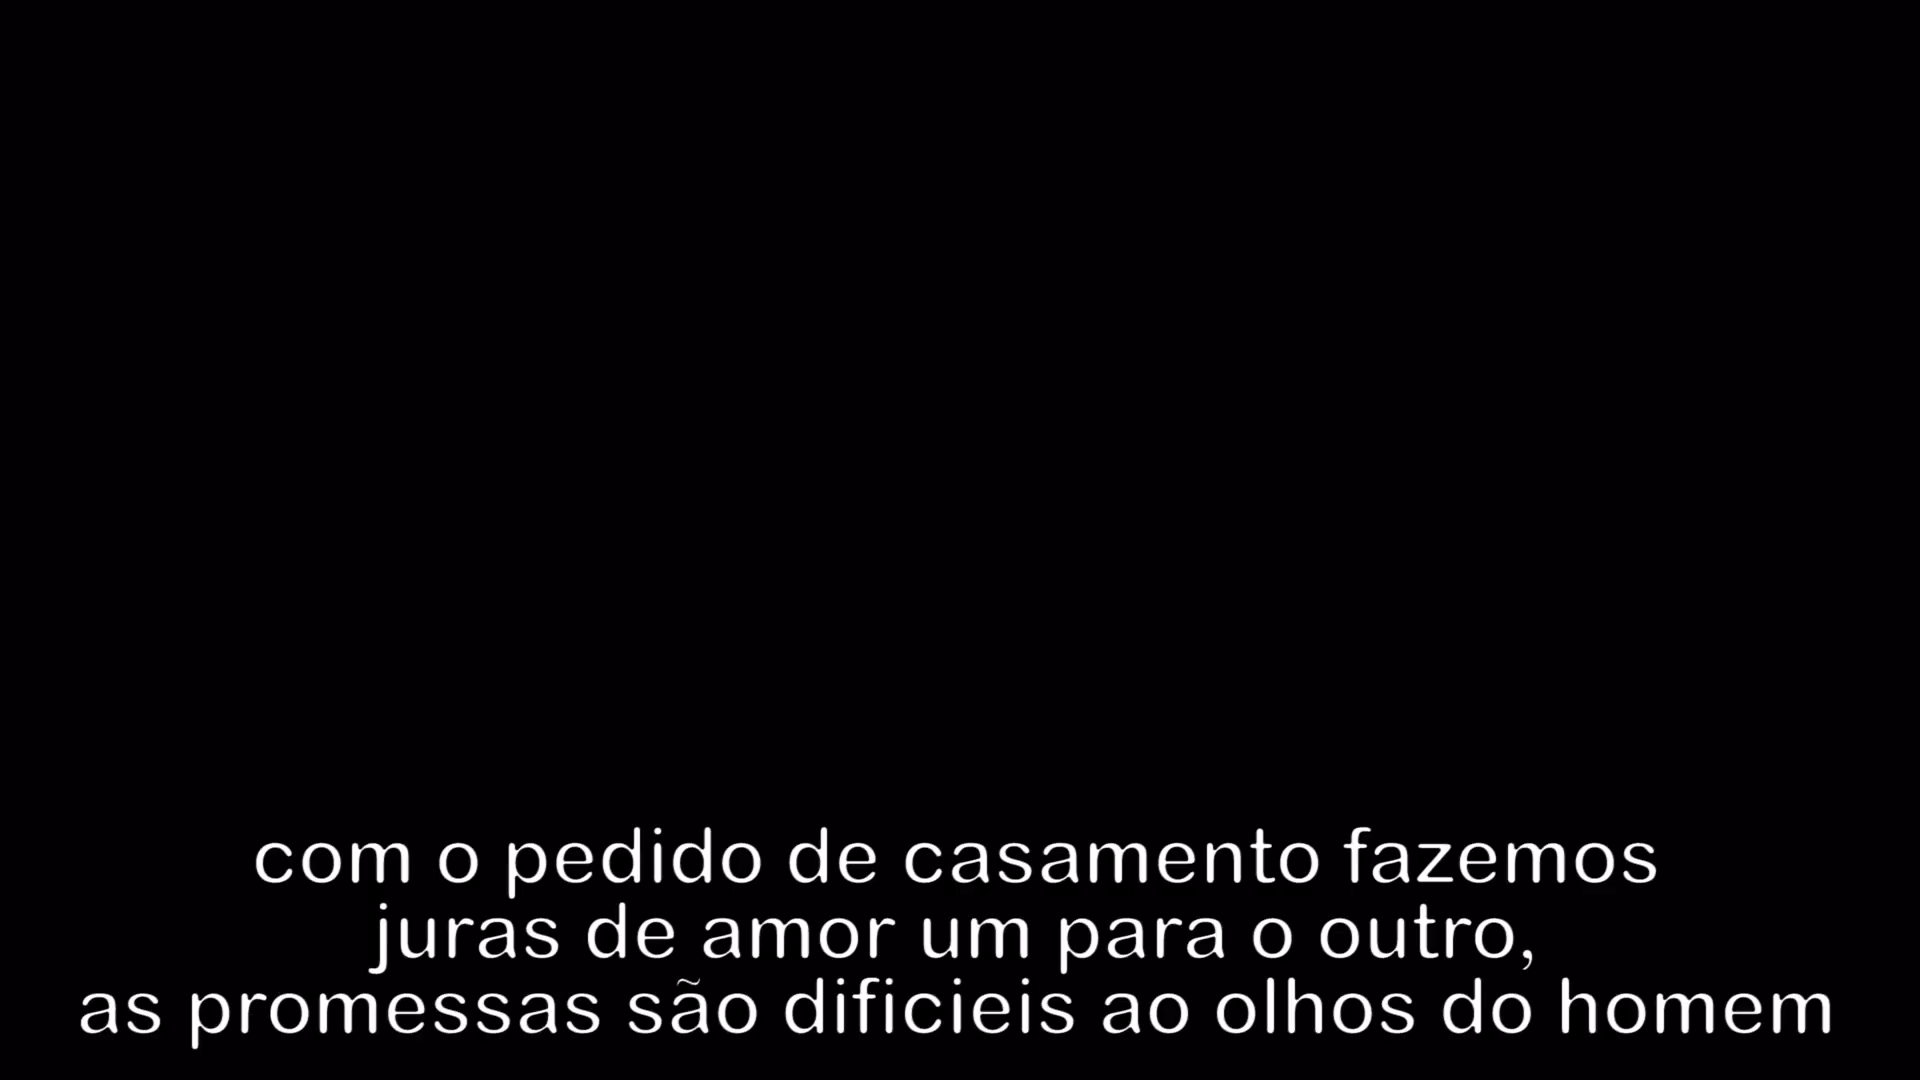 com o pedido de casamento fazemos
juras de amor um para o outro,
as promessas são dificieis ao olhos do homem